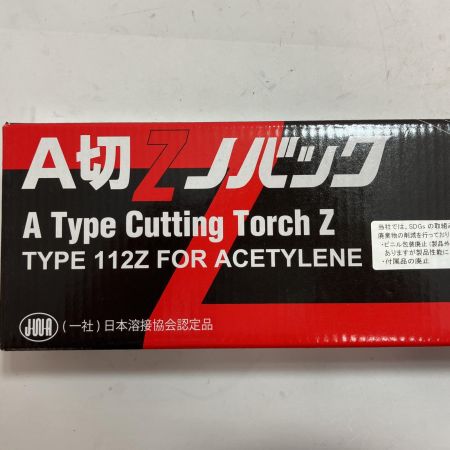 A切Zノバック
A Type Cutting Torch Z
TYPE 112Z FOR ACETYLENE
当社では、SDGsの取組み
廃棄物の削減を行っており
・ビニル包装廃止(製品外
ありますが製品性能に
・付属品の廃止
JWA (一社)日本溶接協会認定品